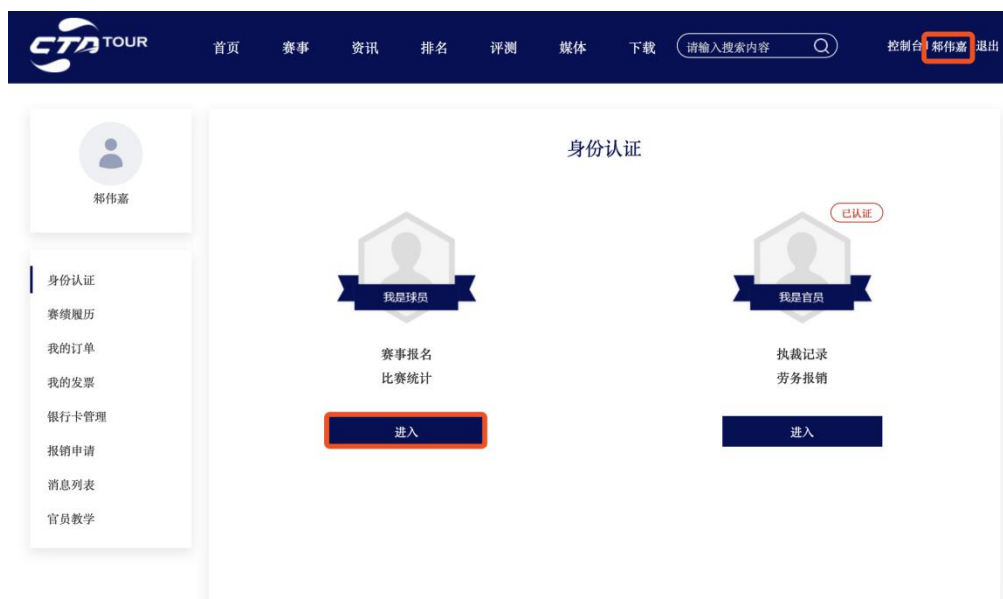 CTA TOUR 首页 赛事 资讯 排名 评测 媒体 下载 请输入搜索内容 控制台 郗伟嘉 退出
郗伟嘉
身份认证
赛绩履历
我的订单
我的发票
银行卡管理
报销申请
消息列表
官员教学
身份认证
我是球员
赛事报名
比赛统计
进入
已认证
我是官员
执裁记录
劳务报销
进入